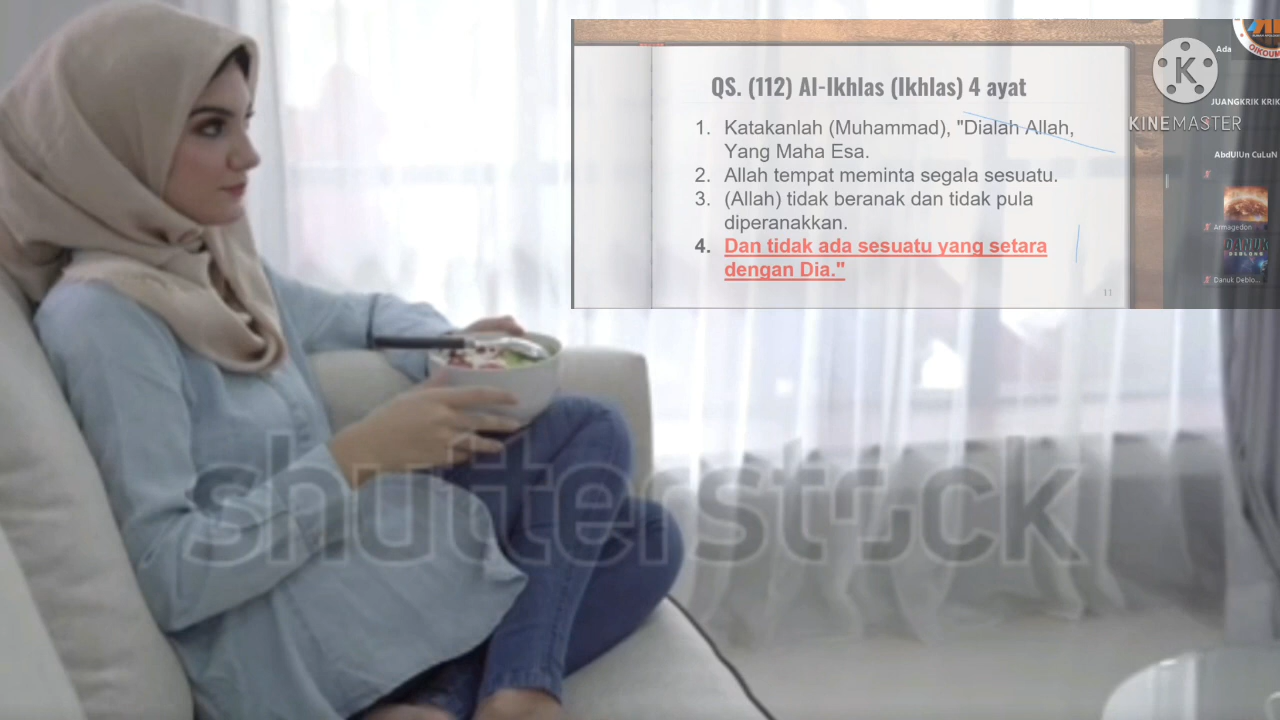 QS. (112) Al-Ikhlas (Ikhlas) 4 ayat
1. Katakanlah (Muhammad), "Dialah Allah,
Yang Maha Esa.
2. Allah tempat meminta segala sesuatu.
3. (Allah) tidak beranak dan tidak pula
diperanakkan.
4. Dan tidak ada sesuatu yang setara
dengan Dia."
11
Ada
K
KINEMASTER
JUANGKRIK KRIK
AbdUlUn CuLuN
Armagedon
DANUK
Danuk Deblo...
shutterstock